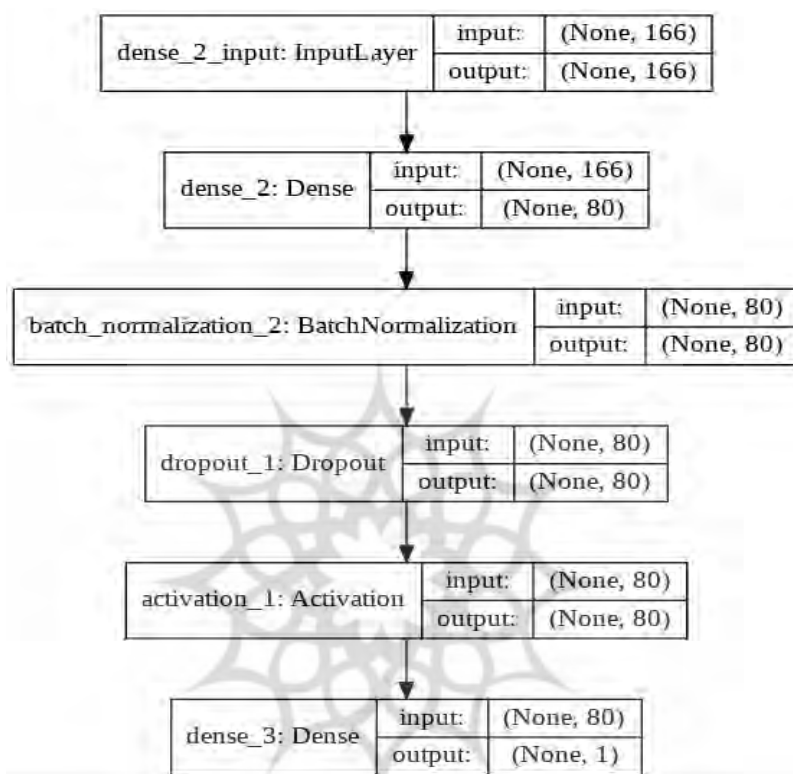 dense_2_input: InputLayer
input: (None, 166)
output: (None, 166)
dense_2: Dense
input: (None, 166)
output: (None, 80)
batch_normalization_2: BatchNormalization
input: (None, 80)
output: (None, 80)
dropout_1: Dropout
input: (None, 80)
output: (None, 80)
activation_1: Activation
input: (None, 80)
output: (None, 80)
dense_3: Dense
input: (None, 80)
output: (None, 1)